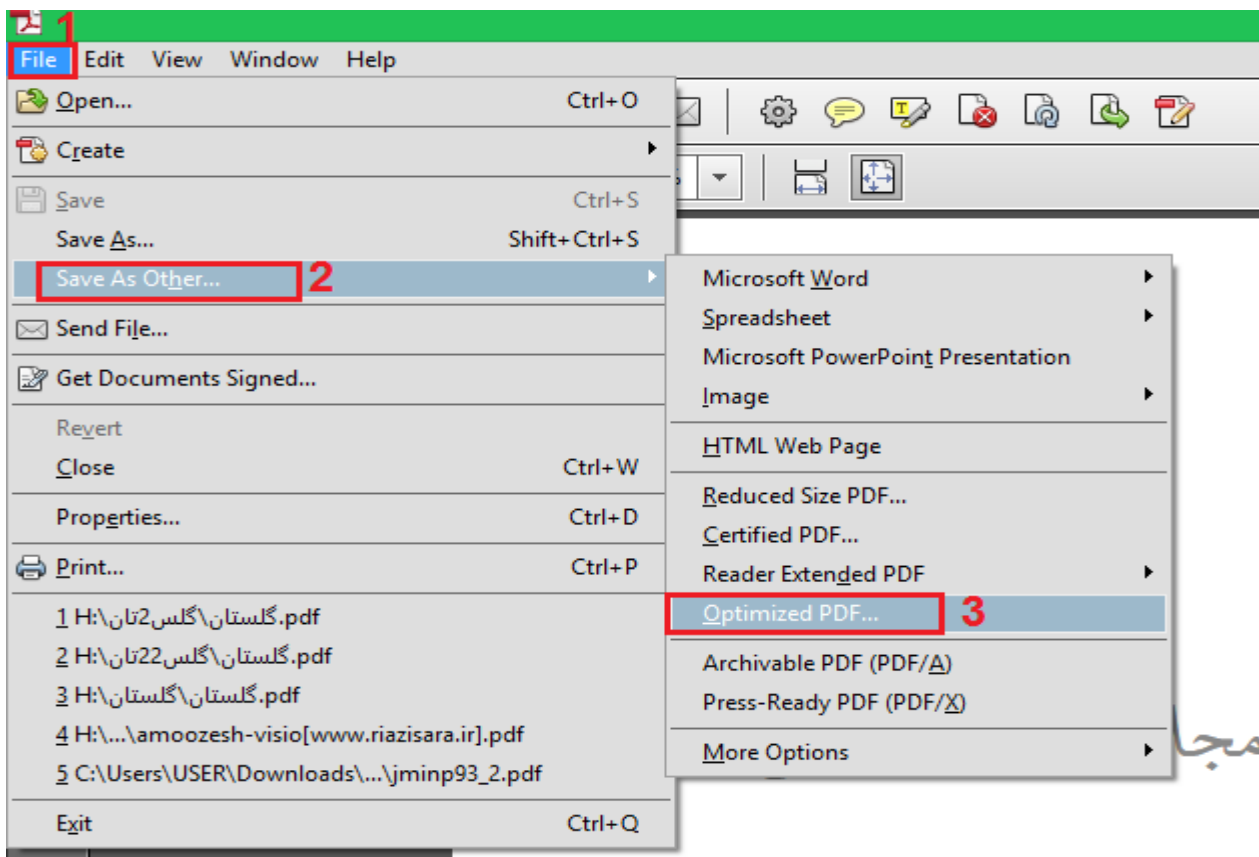 1
File Edit View Window Help
Open... Ctrl+O
Create
Save Ctrl+S
Save As... Shift+Ctrl+S
Save As Other... 2
Send File...
Get Documents Signed...
Revert
Close Ctrl+W
Properties... Ctrl+D
Print... Ctrl+P
1 H:\گلستان\گلس2تان.pdf
2 H:\گلستان\گلس22تان.pdf
3 H:\گلستان\گلستان.pdf
4 H:\...\amoozesh-visio[www.riazisara.ir].pdf
5 C:\Users\USER\Downloads\...\jminp93_2.pdf
Exit Ctrl+Q
Microsoft Word
Spreadsheet
Microsoft PowerPoint Presentation
Image
HTML Web Page
Reduced Size PDF...
Certified PDF...
Reader Extended PDF
Optimized PDF... 3
Archivable PDF (PDF/A)
Press-Ready PDF (PDF/X)
More Options